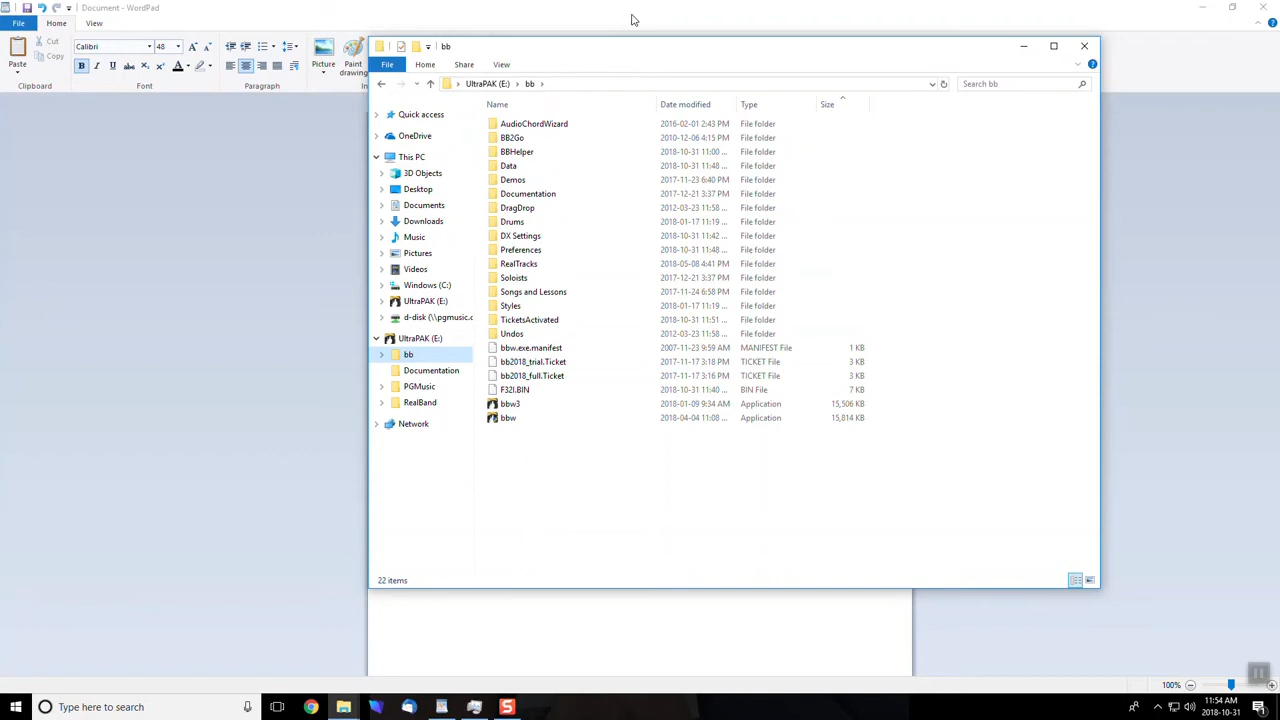 Document - WordPad
File Home View
Cut
Copy
Paste
Clipboard
Calibri 48
Font
Paragraph
Picture
Paint drawing
bb
File Home Share View
UltraPAK (E:) bb
Search bb
Name Date modified Type Size
Quick access
OneDrive
This PC
3D Objects
Desktop
Documents
Downloads
Music
Pictures
Videos
Windows (C:)
UltraPAK (E:)
d-disk (\\pgmusic.c
UltraPAK (E:)
bb
Documentation
PGMusic
RealBand
Network
AudioChordWizard 2016-02-01 2:43 PM File folder
BB2Go 2010-12-06 4:15 PM File folder
BBHelper 2018-10-31 11:00 ... File folder
Data 2018-10-31 11:48 ... File folder
Demos 2017-11-23 6:40 PM File folder
Documentation 2017-12-21 3:37 PM File folder
DragDrop 2012-03-23 11:58 ... File folder
Drums 2018-01-17 11:19 ... File folder
DX Settings 2018-10-31 11:42 ... File folder
Preferences 2018-10-31 11:48 ... File folder
RealTracks 2018-05-08 4:41 PM File folder
Soloists 2017-12-21 3:37 PM File folder
Songs and Lessons 2017-11-24 6:58 PM File folder
Styles 2018-01-17 11:19 ... File folder
TicketsActivated 2018-10-31 11:51 ... File folder
Undos 2012-03-23 11:58 ... File folder
bbw.exe.manifest 2007-11-23 9:59 AM MANIFEST File 1 KB
bb2018_trial.Ticket 2017-11-17 3:18 PM TICKET File 3 KB
bb2018_full.Ticket 2017-11-17 3:16 PM TICKET File 3 KB
F32I.BIN 2018-10-31 11:40 ... BIN File 7 KB
bbw3 2018-01-09 9:34 AM Application 15,506 KB
bbw 2018-04-04 11:08 ... Application 15,814 KB
22 items
100%
Type here to search
11:54 AM
2018-10-31